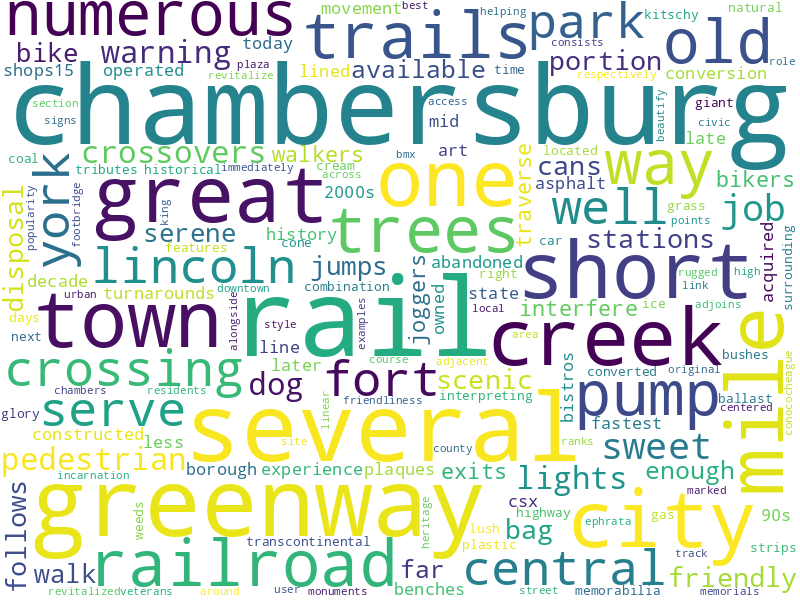 numerous
movement
best
helping
kitschy
natural
trails
park
old
bike
warning
plaza
today
consists
role
shops15
operated
revitalize
lined
available
time
respectively
portion
conversion
chambersburg
section
signs
access
giant
civic
beautify
mid
late
coal
crossovers
walkers
bmx
art
located
tributes
historical
immediately
across
cream
one
cans
way
asphalt
bikers
york
great
2000s
traverse
grass
popularity
footbridge
king
trees
well
points
job
disposal
serene
history
features
cone
car
stations
acquired
surrounding
lincoln
jumps
abandoned
right
short
rugged
high
decade
downtown
combination
state
link
adjoins
urban
turnarounds
joggers
owned
interfere
ice
days
town
alongside
style
rail
local
creek
area
mile
next
line
examples
crossing
later
course
adjacent
bistros
bushes
chambers
residents
dog
fort
scenic
converted
original
friendliness
interpreting
pump
ballast
conococheague
glory
serve
linear
several
fastest
centered
constructed
less
site
county
ranks
sweet
pedestrian
borough
experience
plaques
exits
enough
incarnation
lights
greenway
csx
marked
city
highway
gas
90s
follows
weeds
heritage
bag
ephrata
lush
plastic
strips
transcontinental
track
walk
railroad
far
central
friendly
revitalized
veterans
around
user
monuments
benches
street
memorabilia
memorials